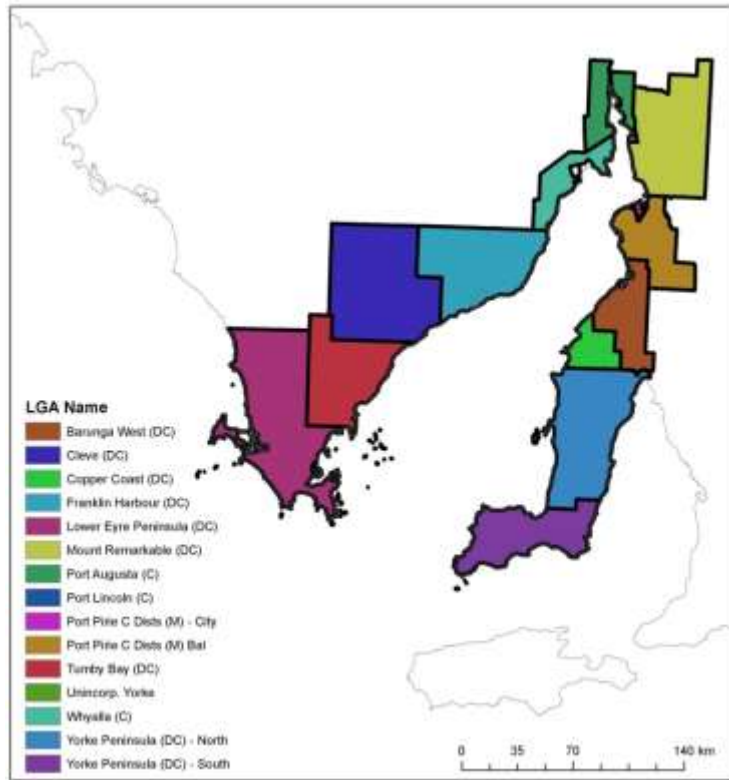 LGA Name
Barunga West (DC)
Cleve (DC)
Copper Coast (DC)
Franklin Harbour (DC)
Lower Eyre Peninsula (DC)
Mount Remarkable (DC)
Port Augusta (C)
Port Lincoln (C)
Port Pirie C Dists (M) - City
Port Pirie C Dists (M) Bal
Tumby Bay (DC)
Unincorp. Yorke
Whyalla (C)
Yorke Peninsula (DC) - North
Yorke Peninsula (DC) - South
0 35 70 140 km